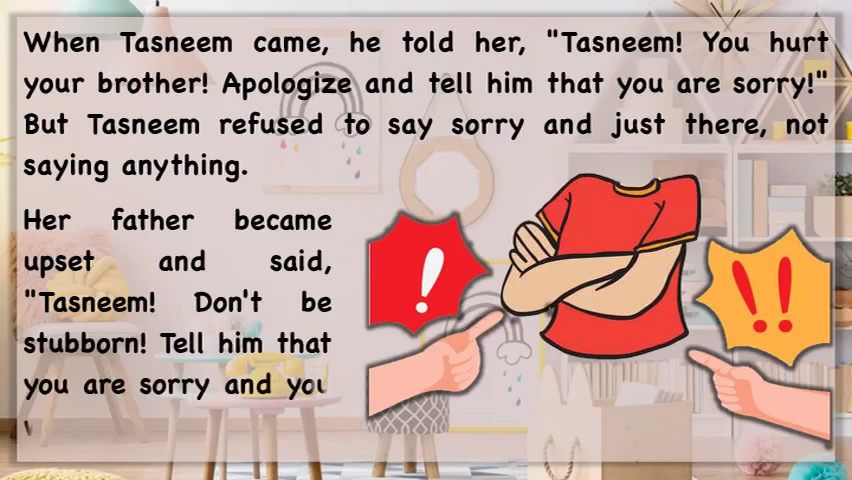 When Tasneem came, he told her, "Tasneem! You hurt
your brother! Apologize and tell him that you are sorry!"
But Tasneem refused to say sorry and just there, not
saying anything.
Her father became
upset and said,
"Tasneem! Don't be
stubborn! Tell him that
you are sorry and you